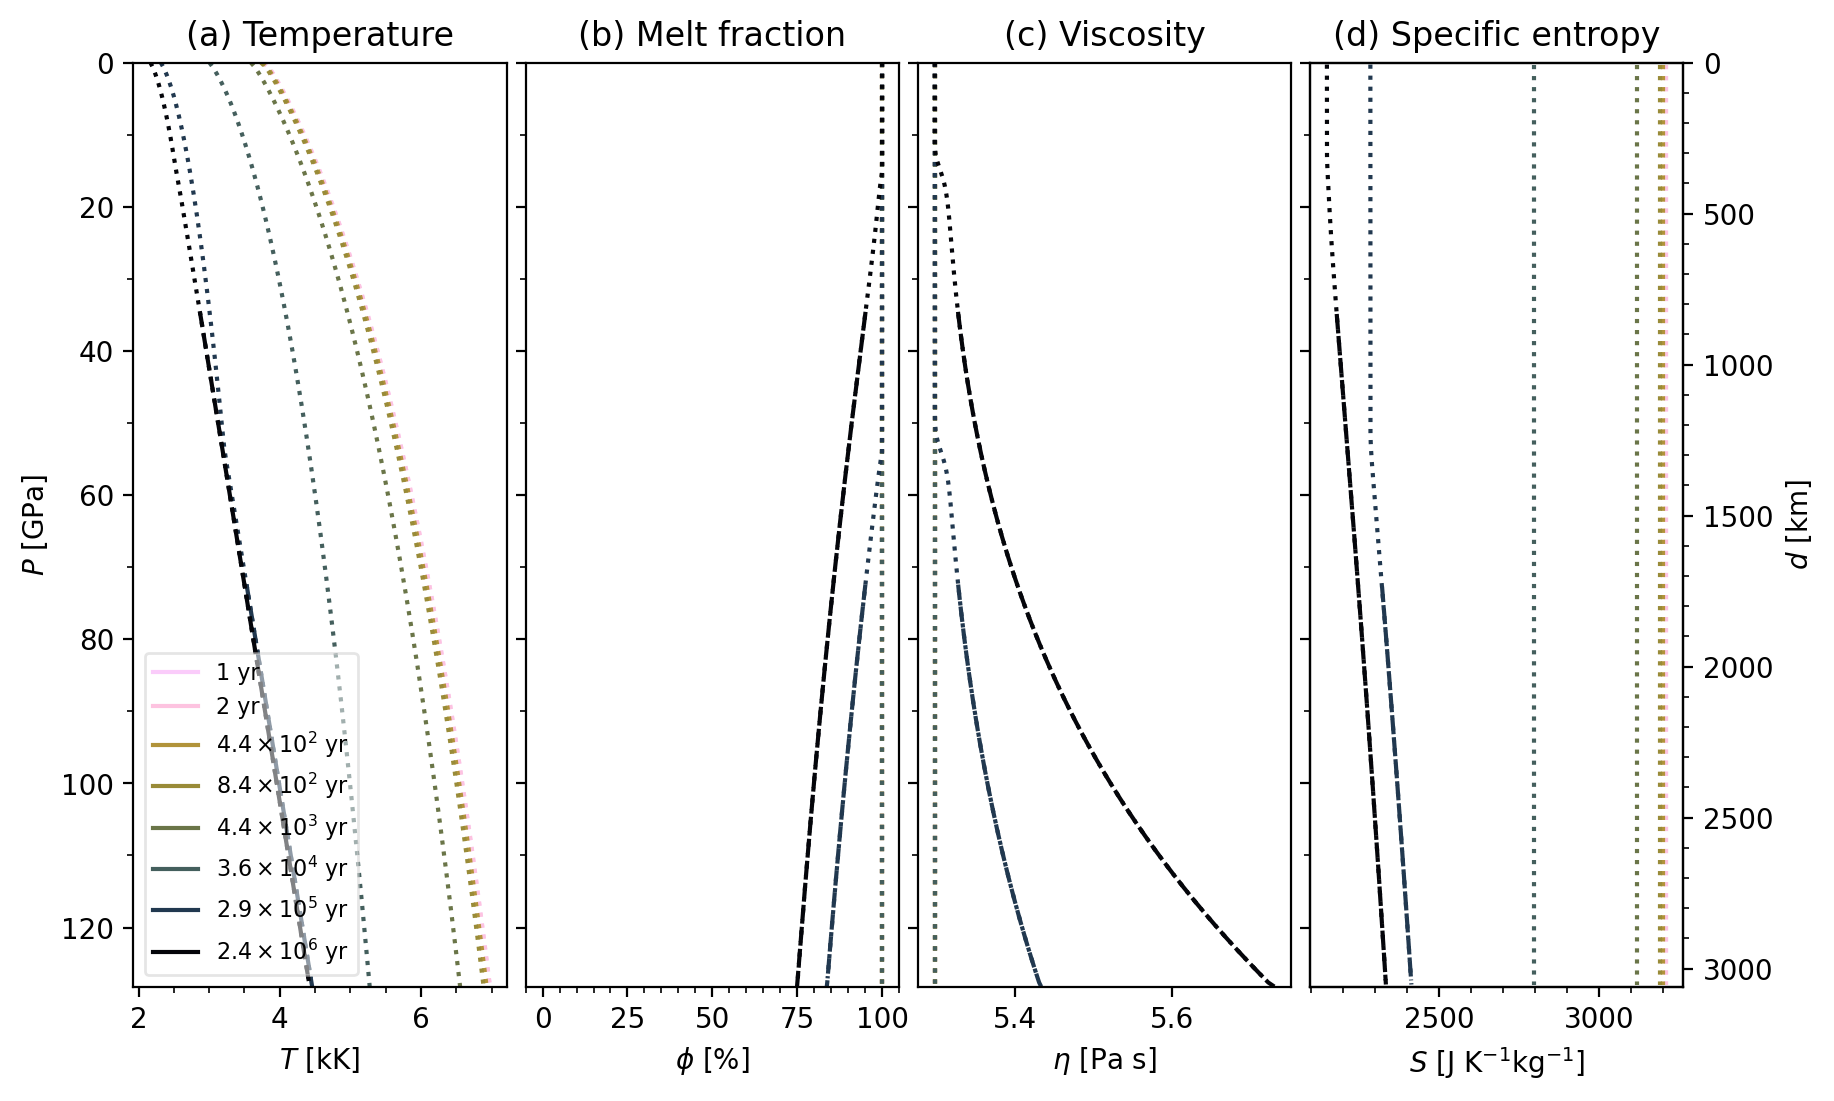 (a) Temperature
(b) Melt fraction
(c) Viscosity
(d) Specific entropy
0
20
40
60
80
100
120
P [GPa]
1 yr
2 yr
4.4 × 10² yr
8.4 × 10² yr
4.4 × 10³ yr
3.6 × 10⁴ yr
2.9 × 10⁵ yr
2.4 × 10⁶ yr
0
500
1000
1500
2000
2500
3000
d [km]
2 4 6
0 25 50 75 100
5.4 5.6
2500 3000
T [kK]
ϕ [%]
η [Pa s]
S [J K⁻¹kg⁻¹]